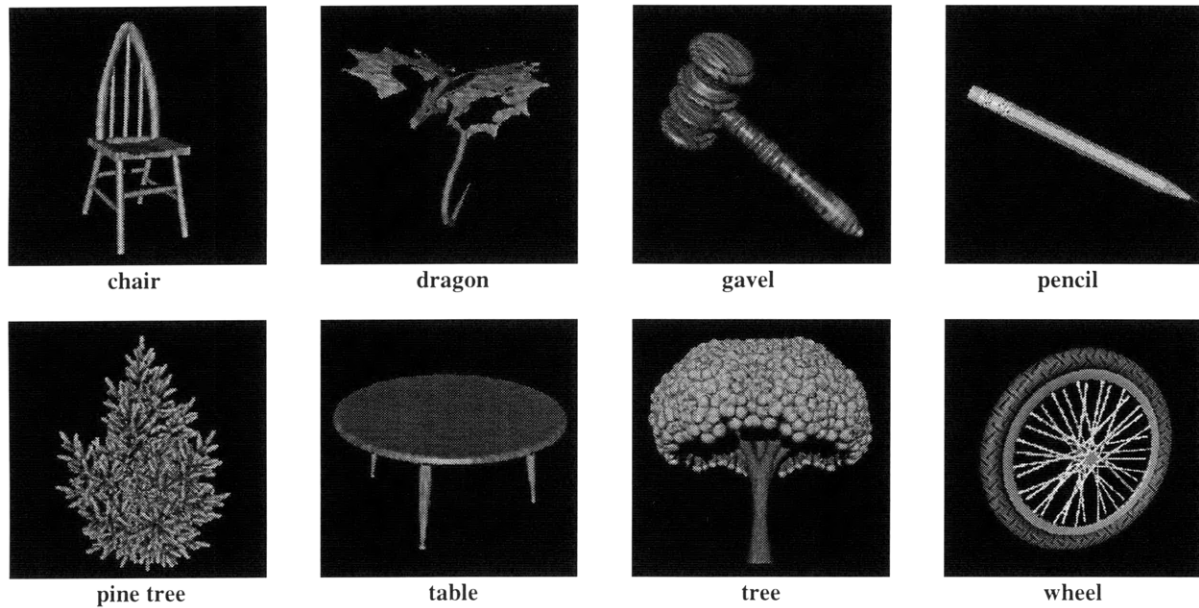 chair
dragon
gavel
pencil
pine tree
table
tree
wheel